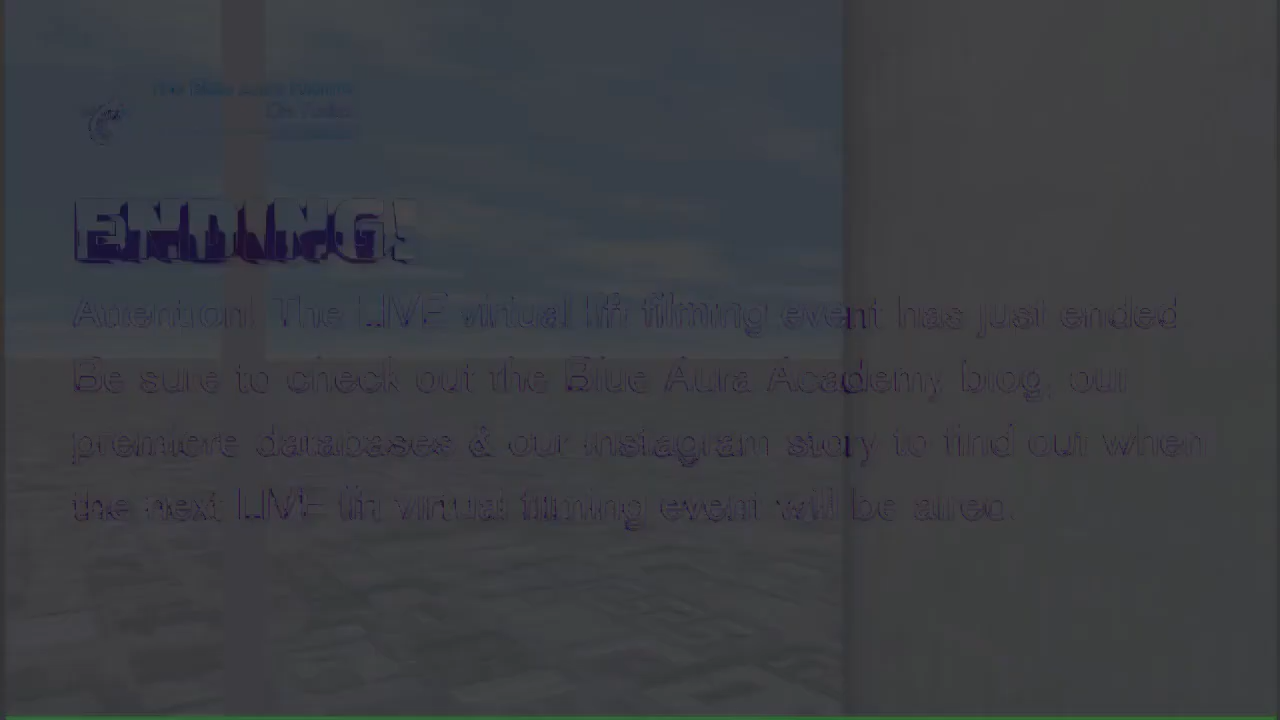 ENDING!
Attention! The LIVE virtual lift filming event has just ended.
Be sure to check out the Blue Aura Academy blog, our
premiere databases & our Instagram story to find out when
the next LIVE lift virtual filming event will be aired.